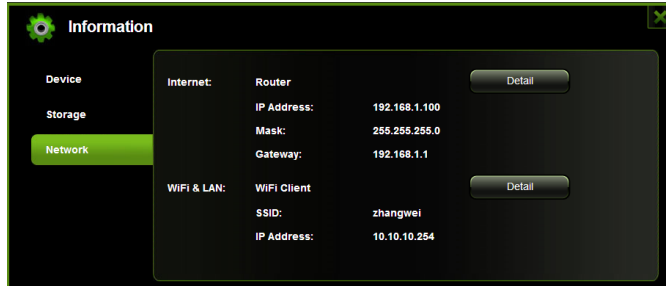 Information
Device
Storage
Network
Internet: Router Detail
IP Address: 192.168.1.100
Mask: 255.255.255.0
Gateway: 192.168.1.1
WiFi & LAN: WiFi Client Detail
SSID: zhangwei
IP Address: 10.10.10.254